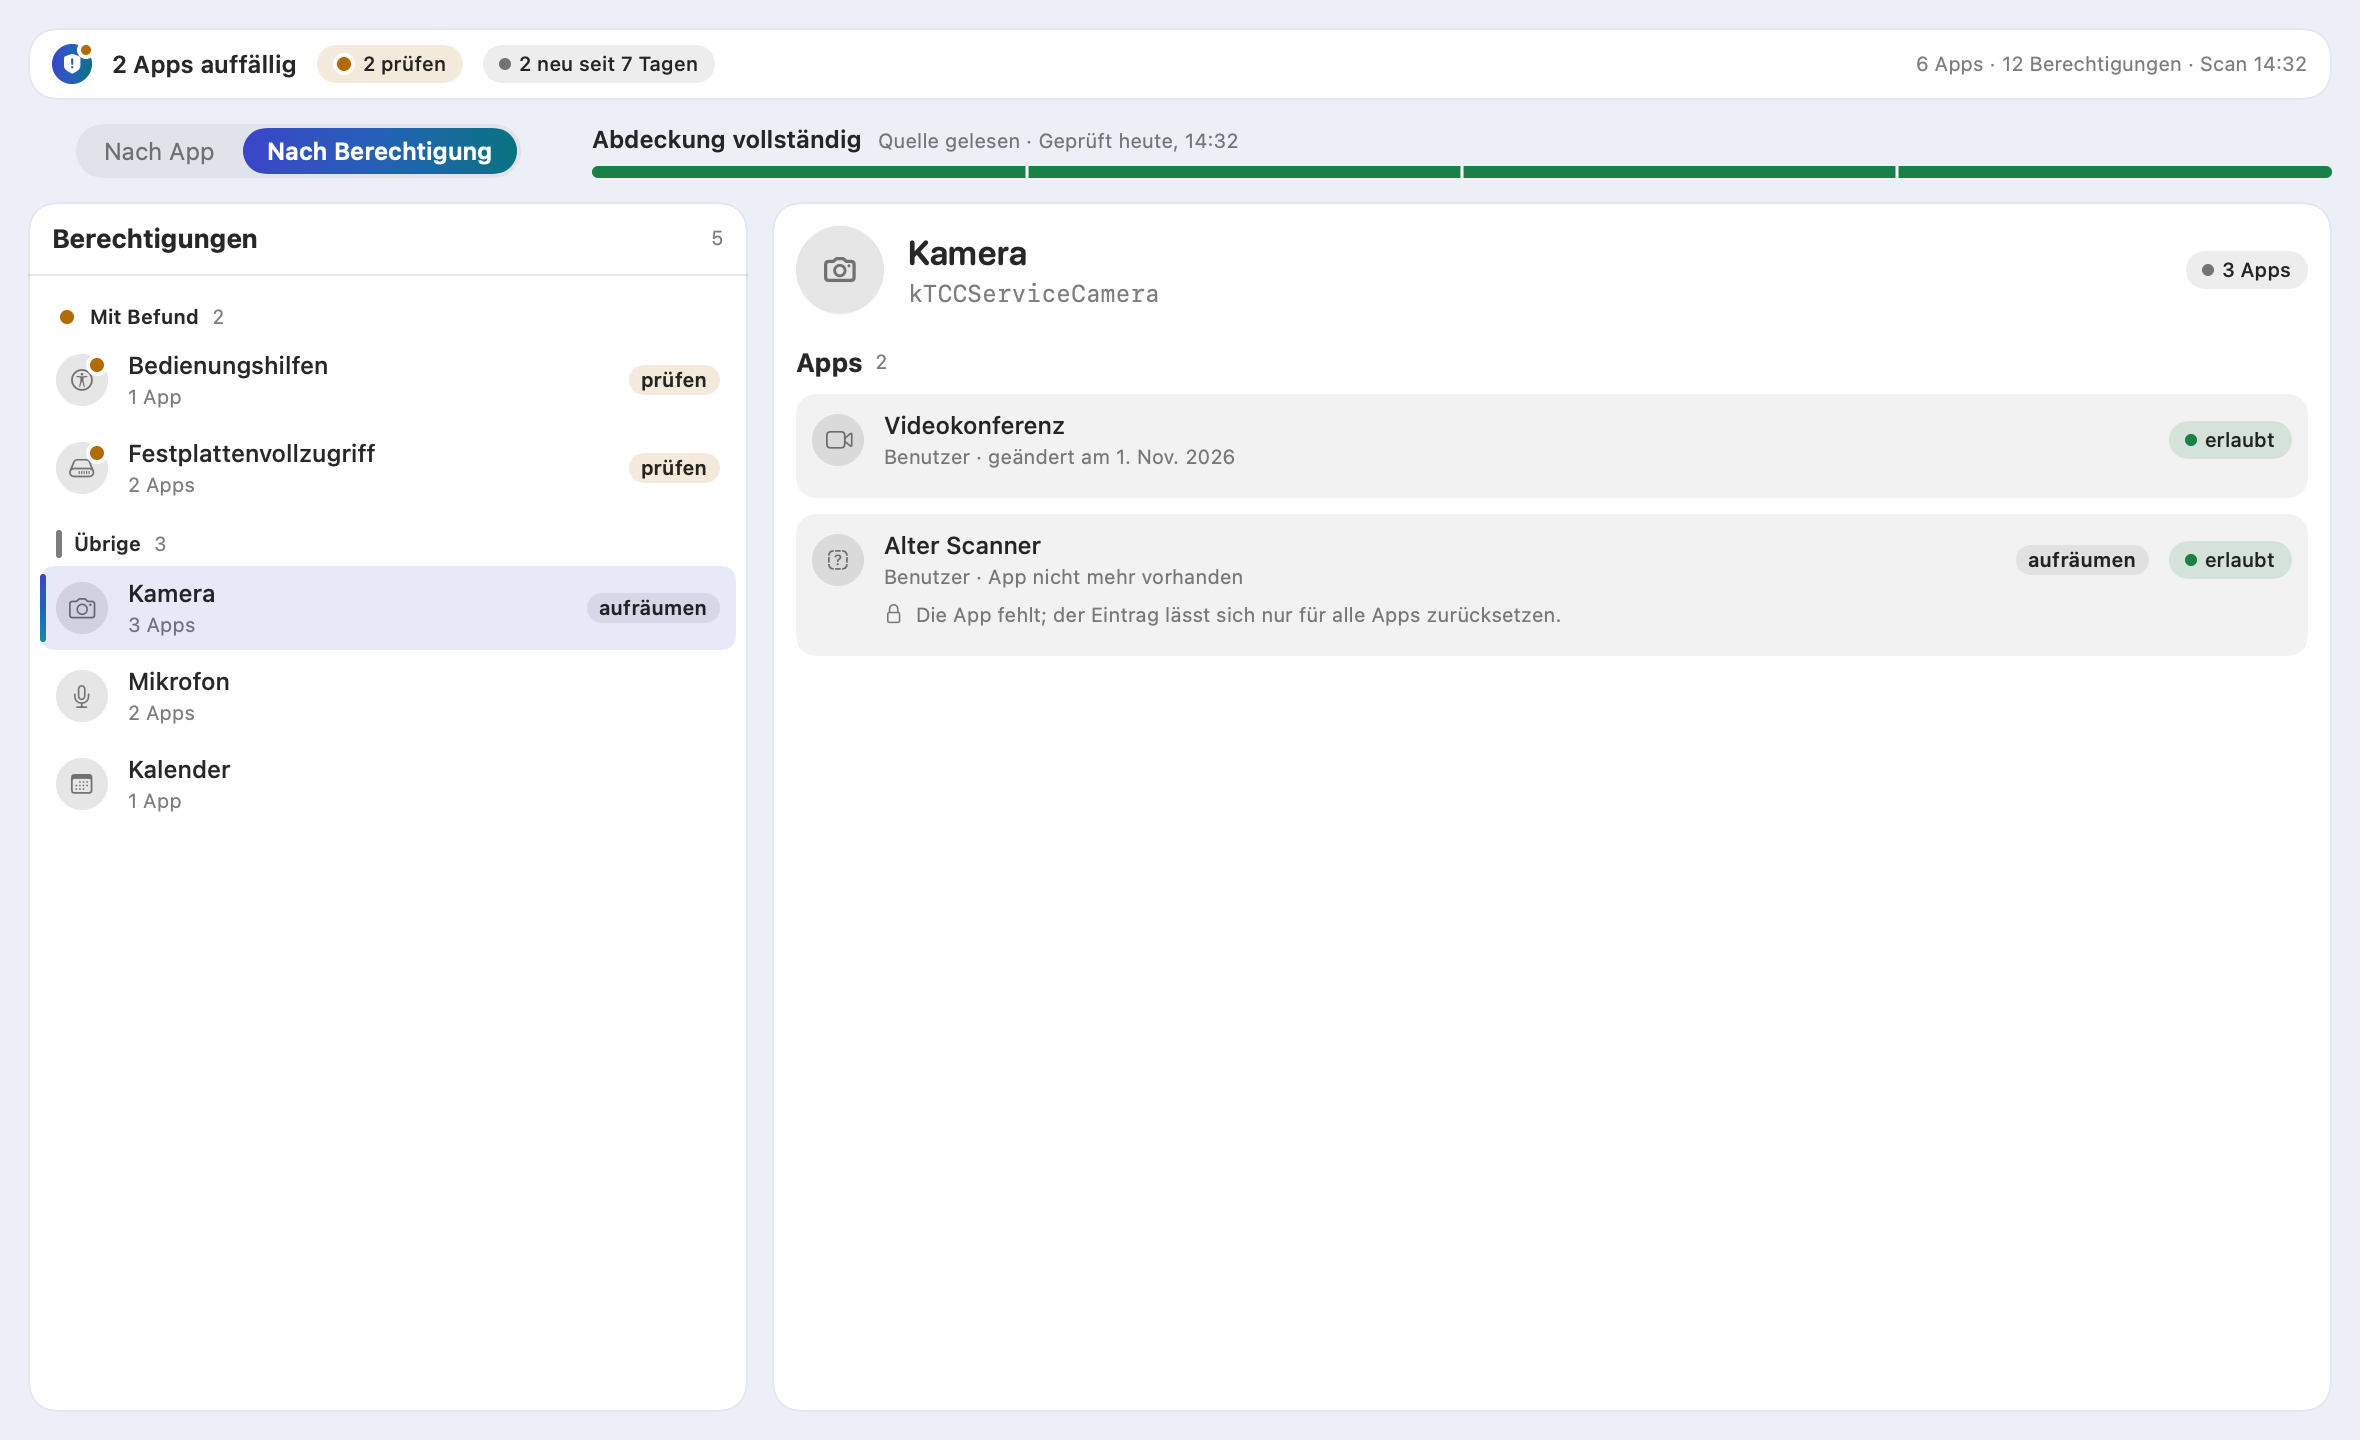 2 Apps auffällig
2 prüfen
2 neu seit 7 Tagen
6 Apps · 12 Berechtigungen · Scan 14:32
Nach App
Nach Berechtigung
Abdeckung vollständig
Quelle gelesen · Geprüft heute, 14:32
Berechtigungen
5
Mit Befund 2
Bedienungshilfen
1 App
prüfen
Festplattenvollzugriff
2 Apps
prüfen
Übrige 3
Kamera
3 Apps
aufräumen
Mikrofon
2 Apps
Kalender
1 App
Kamera
kTCCServiceCamera
3 Apps
Apps 2
Videokonferenz
Benutzer · geändert am 1. Nov. 2026
erlaubt
Alter Scanner
Benutzer · App nicht mehr vorhanden
aufräumen
erlaubt
Die App fehlt; der Eintrag lässt sich nur für alle Apps zurücksetzen.